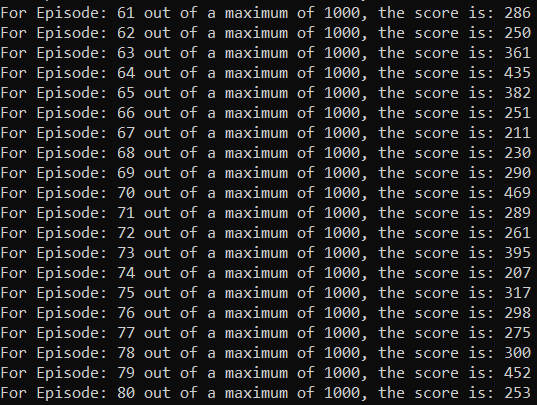 For Episode: 61 out of a maximum of 1000, the score is: 286
For Episode: 62 out of a maximum of 1000, the score is: 250
For Episode: 63 out of a maximum of 1000, the score is: 361
For Episode: 64 out of a maximum of 1000, the score is: 435
For Episode: 65 out of a maximum of 1000, the score is: 382
For Episode: 66 out of a maximum of 1000, the score is: 251
For Episode: 67 out of a maximum of 1000, the score is: 211
For Episode: 68 out of a maximum of 1000, the score is: 230
For Episode: 69 out of a maximum of 1000, the score is: 290
For Episode: 70 out of a maximum of 1000, the score is: 469
For Episode: 71 out of a maximum of 1000, the score is: 289
For Episode: 72 out of a maximum of 1000, the score is: 261
For Episode: 73 out of a maximum of 1000, the score is: 395
For Episode: 74 out of a maximum of 1000, the score is: 207
For Episode: 75 out of a maximum of 1000, the score is: 317
For Episode: 76 out of a maximum of 1000, the score is: 298
For Episode: 77 out of a maximum of 1000, the score is: 275
For Episode: 78 out of a maximum of 1000, the score is: 300
For Episode: 79 out of a maximum of 1000, the score is: 452
For Episode: 80 out of a maximum of 1000, the score is: 253